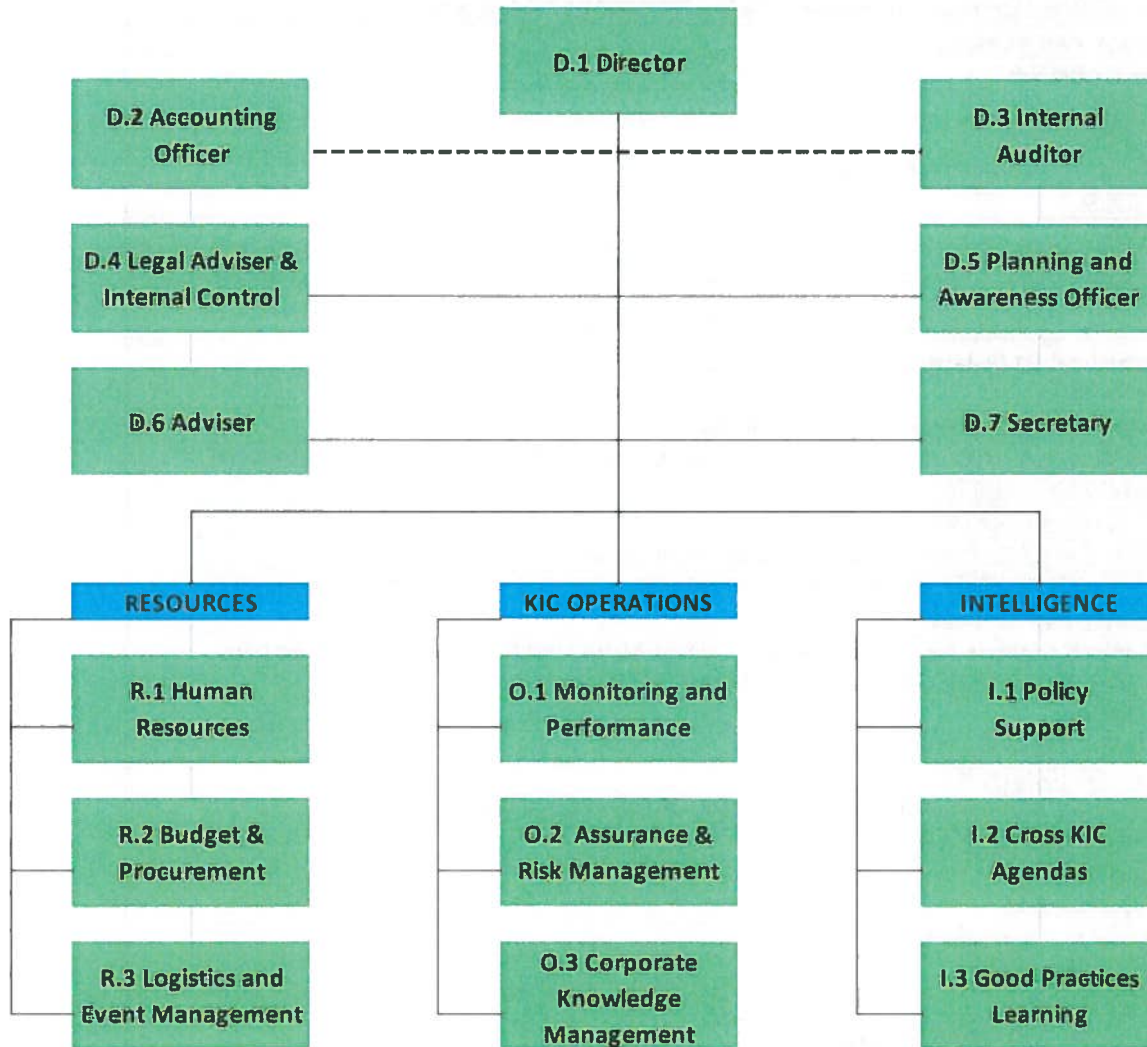 D.1 Director
D.2 Accounting
Officer
D.3 Internal
Auditor
D.4 Legal Adviser &
Internal Control
D.5 Planning and
Awareness Officer
D.6 Adviser
D.7 Secretary
RESOURCES
KIC OPERATIONS
INTELLIGENCE
R.1 Human
Resources
O.1 Monitoring and
Performance
I.1 Policy
Support
R.2 Budget &
Procurement
O.2 Assurance &
Risk Management
I.2 Cross KIC
Agendas
R.3 Logistics and
Event Management
O.3 Corporate
Knowledge
Management
I.3 Good Practices
Learning